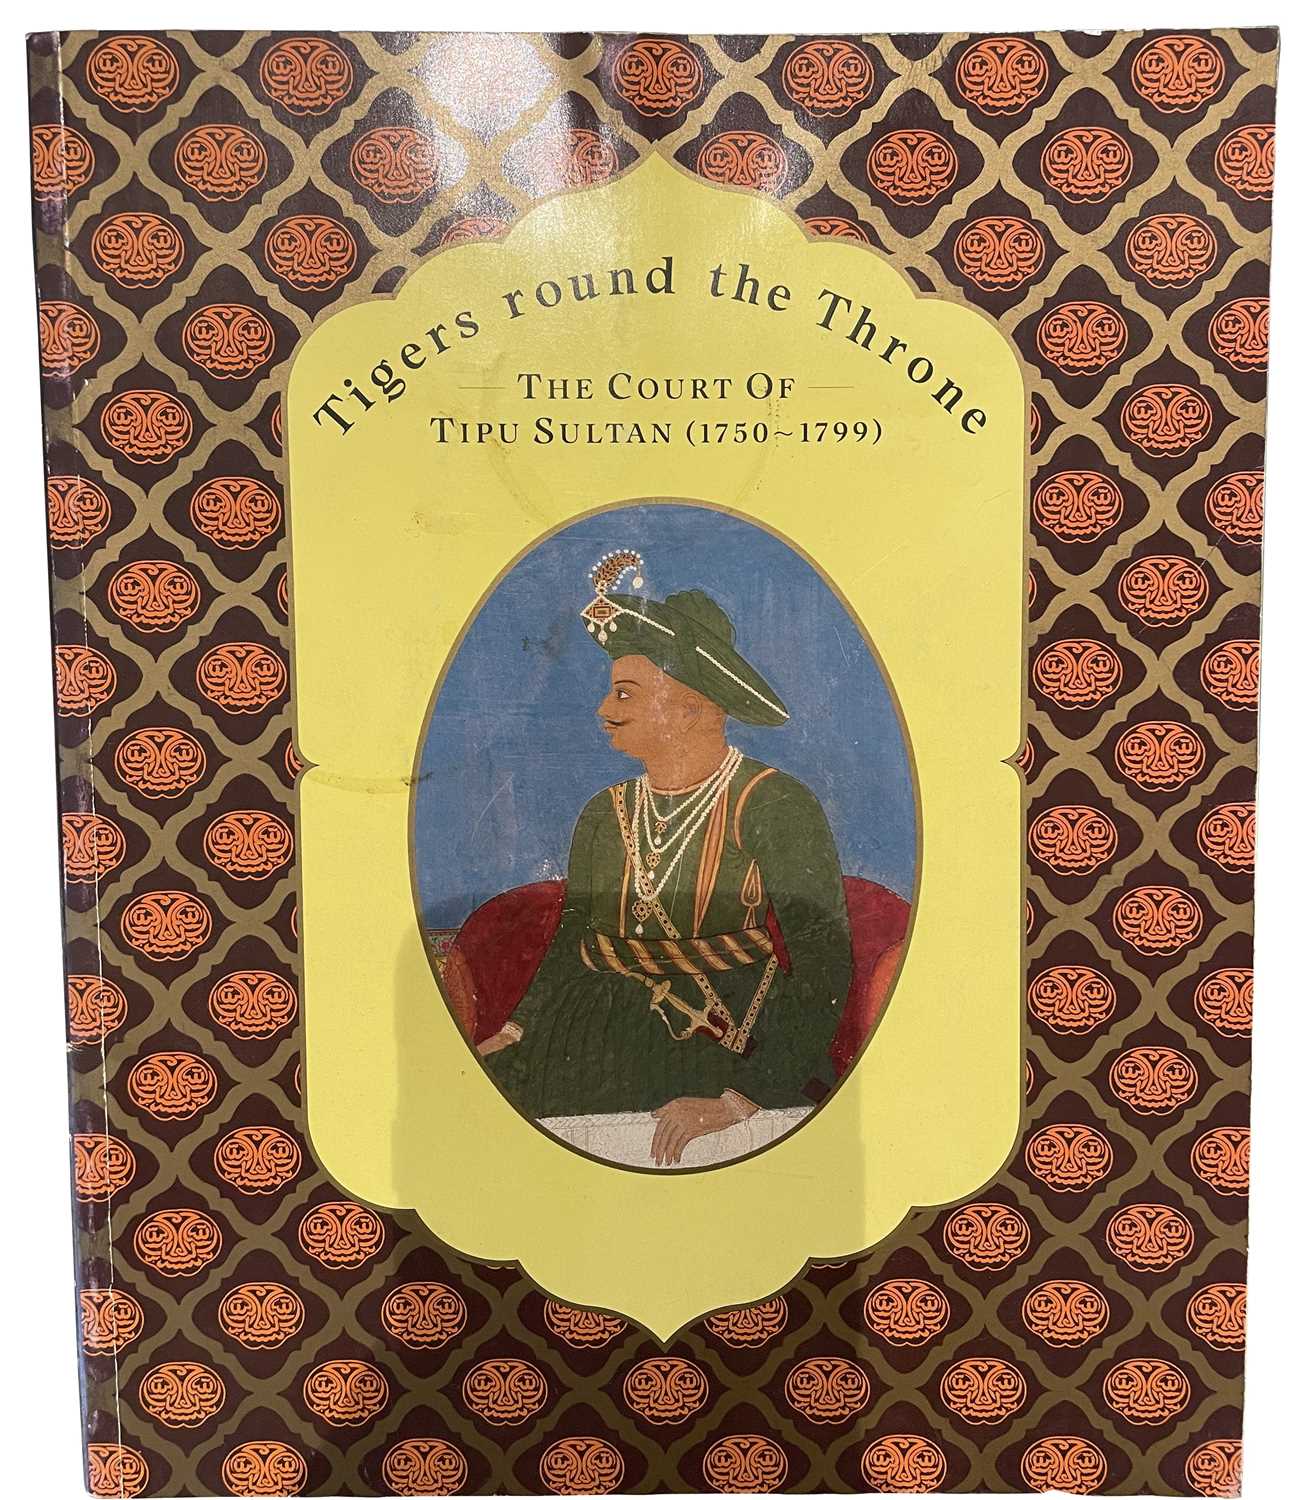 Tigers round the Throne
THE COURT OF
TIPU SULTAN (1750~1799)